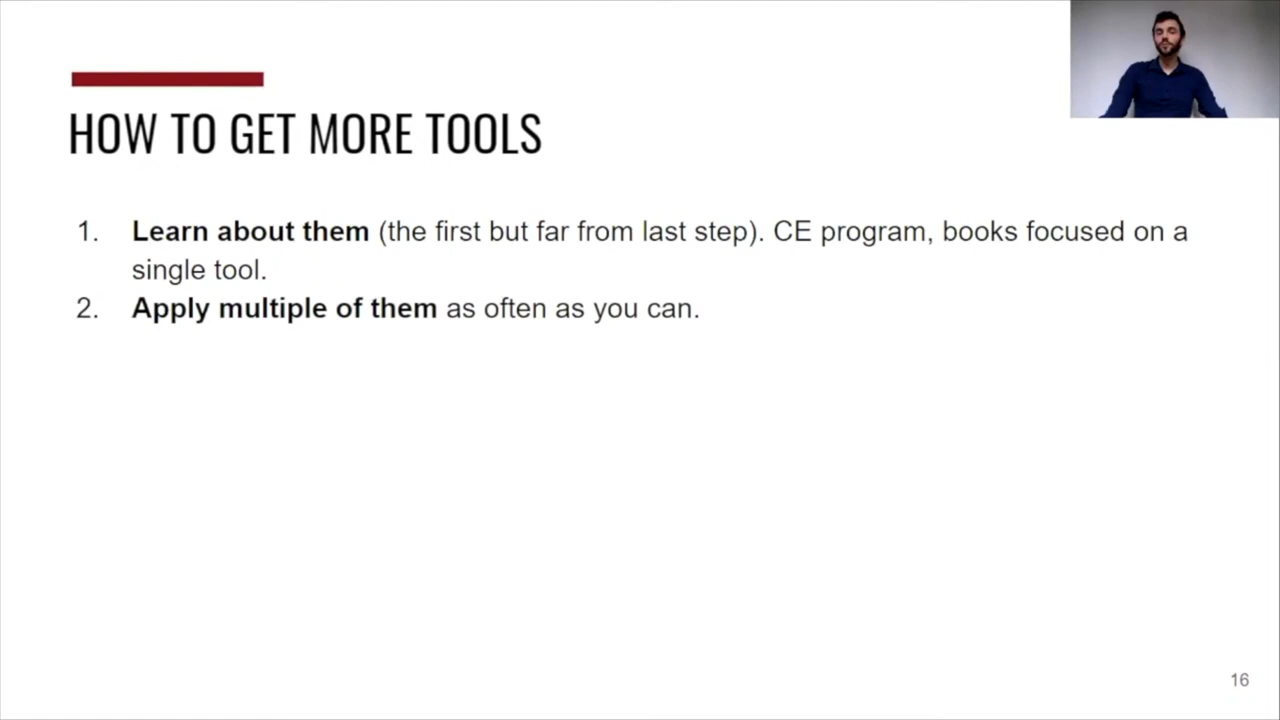 HOW TO GET MORE TOOLS
1. Learn about them (the first but far from last step). CE program, books focused on a
single tool.
2. Apply multiple of them as often as you can.
16